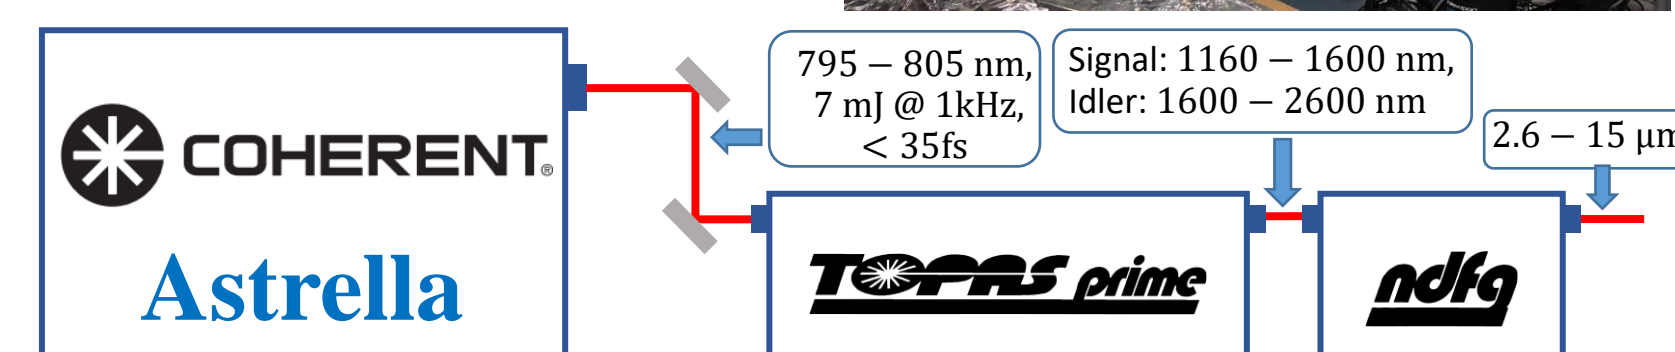 795 − 805 nm,
7 mJ @ 1kHz,
< 35fs
Signal: 1160 − 1600 nm,
Idler: 1600 − 2600 nm
2.6 − 15 μm
COHERENT®
Astrella
TOPAS prime
ndfg